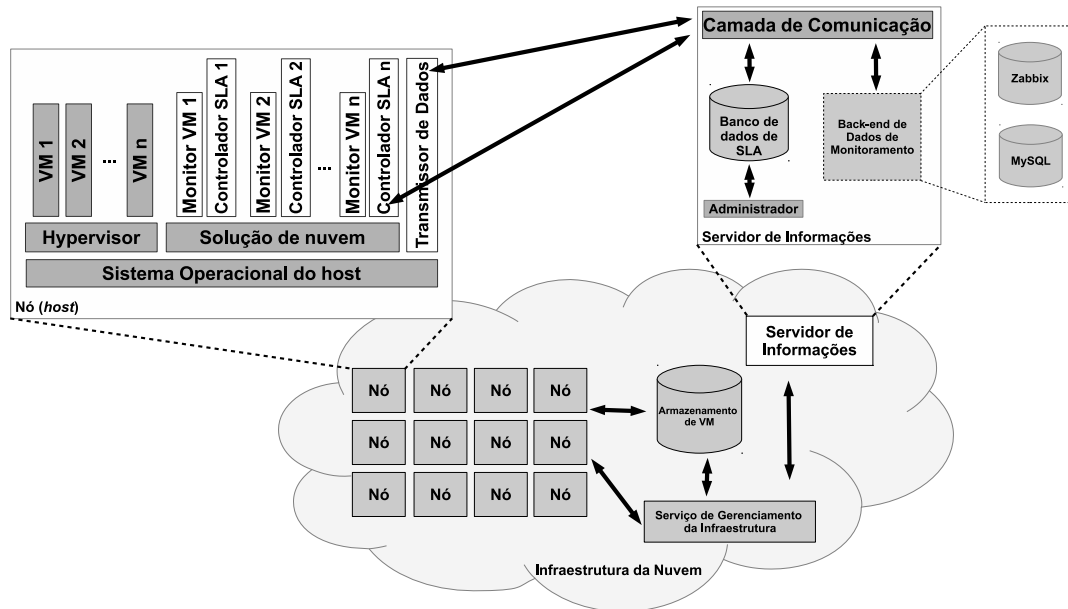 VM 1
VM 2
...
VM n
Monitor VM 1
Controlador SLA 1
Monitor VM 2
Controlador SLA 2
...
Monitor VM n
Controlador SLA n
Transmissor de Dados
Hypervisor
Solução de nuvem
Sistema Operacional do host
Nó (host)
Camada de Comunicação
Banco de
dados de
SLA
Back-end de
Dados de
Monitoramento
Administrador
Servidor de Informações
Zabbix
MySQL
Servidor de
Informações
Nó
Nó
Nó
Nó
Nó
Nó
Nó
Nó
Nó
Nó
Nó
Nó
Armazenamento
de VM
Serviço de Gerenciamento
da Infraestrutura
Infraestrutura da Nuvem